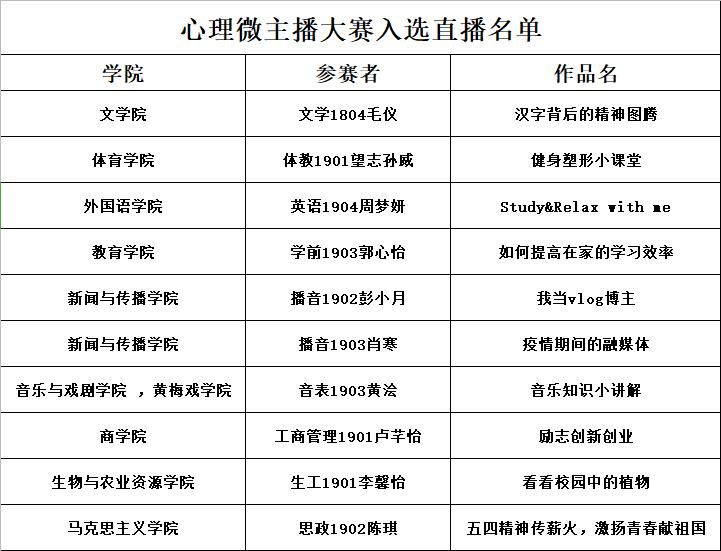 心理微主播大赛入选直播名单
学院 参赛者 作品名
文学院 文学1804毛仪 汉字背后的精神图腾
体育学院 体教1901望志孙威 健身塑形小课堂
外国语学院 英语1904周梦妍 Study&Relax with me
教育学院 学前1903郭心怡 如何提高在家的学习效率
新闻与传播学院 播音1902彭小月 我当vlog博主
新闻与传播学院 播音1903肖寒 疫情期间的融媒体
音乐与戏剧学院 ，黄梅戏学院 音表1903黄浍 音乐知识小讲解
商学院 工商管理1901卢芊怡 励志创新创业
生物与农业资源学院 生工1901李馨怡 看看校园中的植物
马克思主义学院 思政1902陈琪 五四精神传薪火，激扬青春献祖国